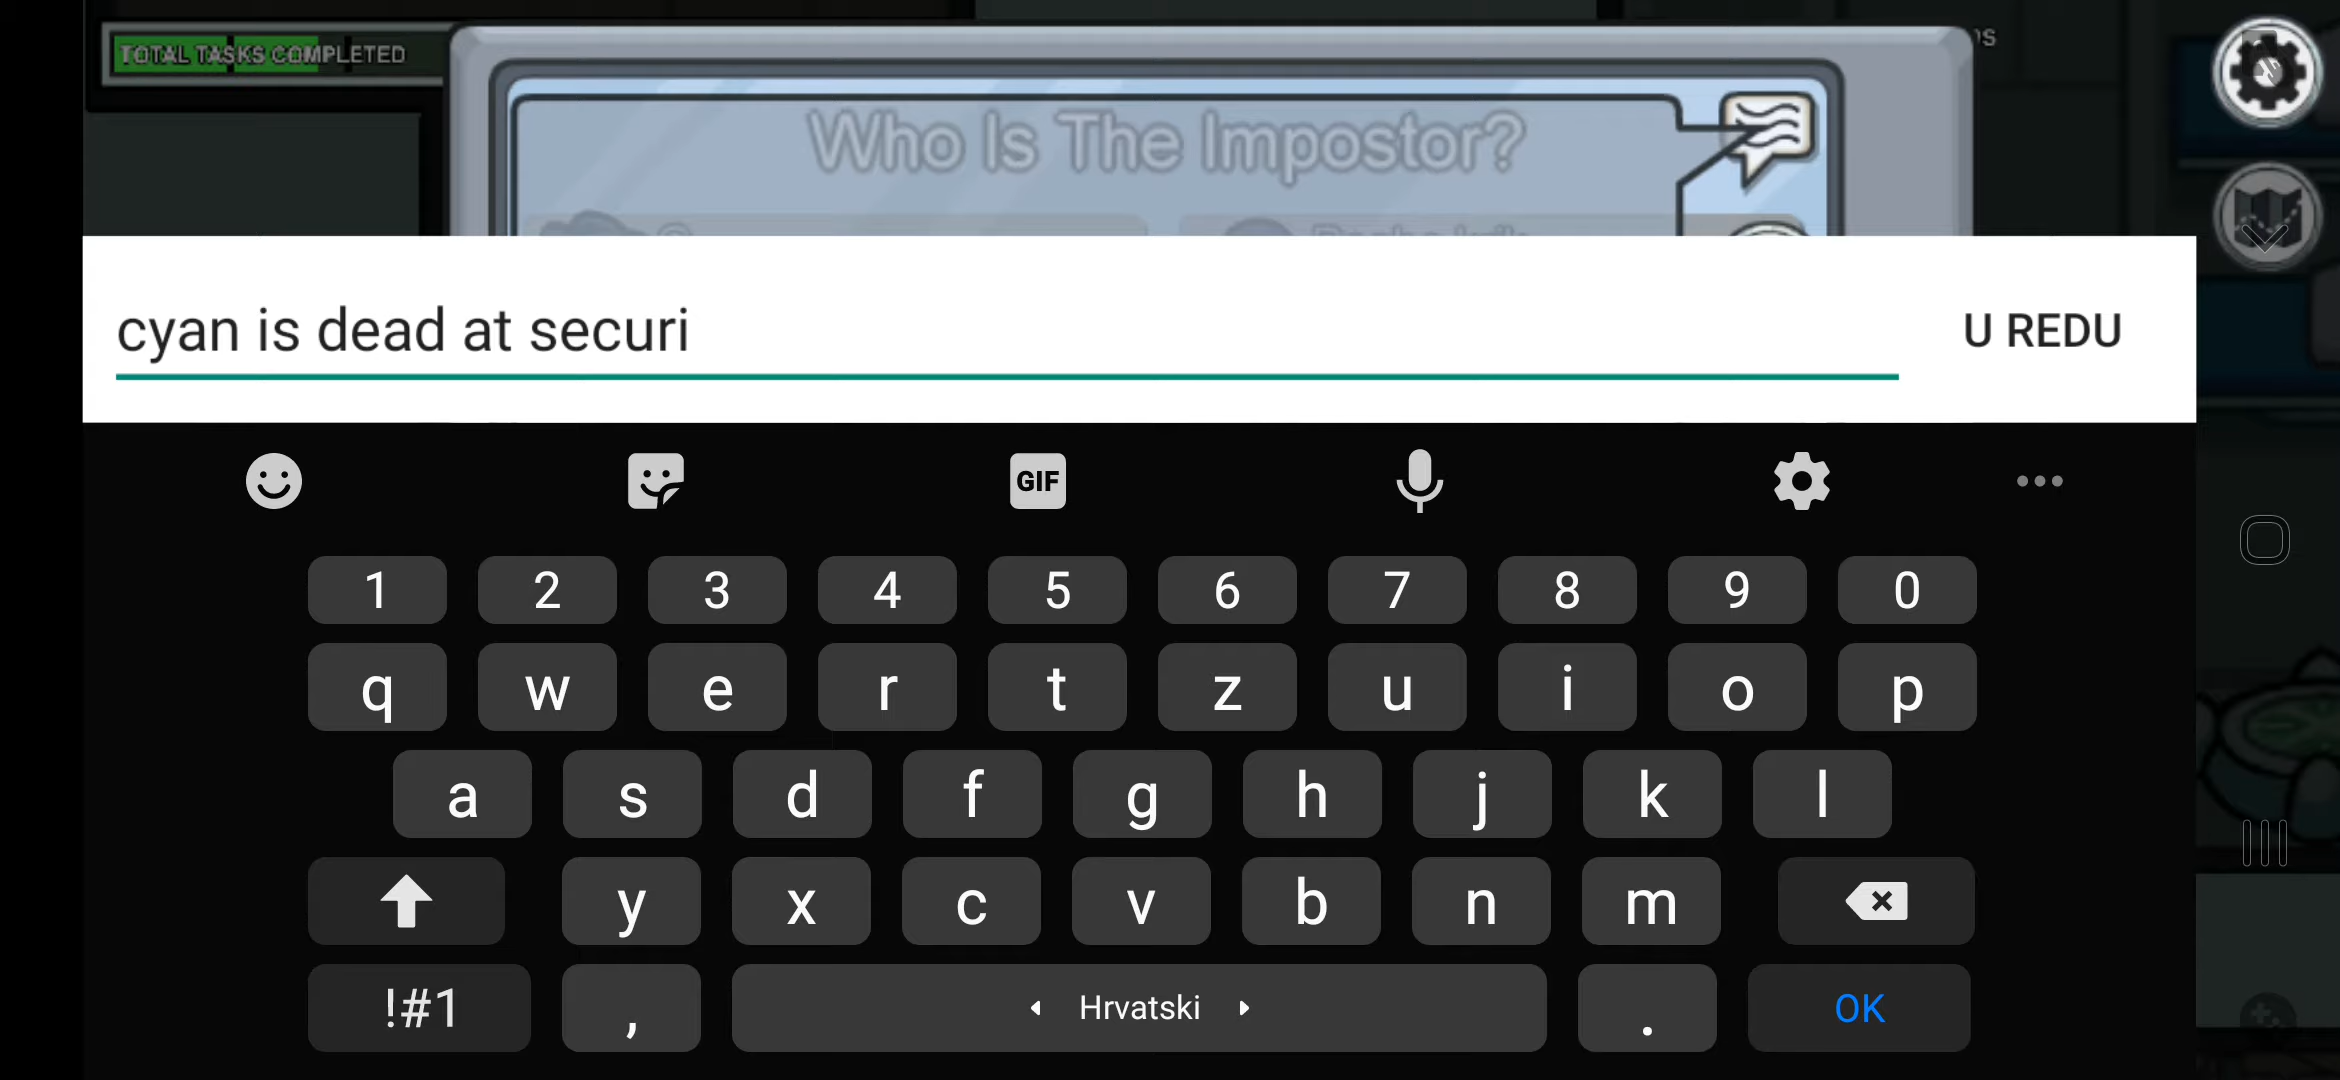 TOTAL TASKS COMPLETED
Who Is The Impostor?
cyan is dead at securi
U REDU
GIF
1 2 3 4 5 6 7 8 9 0
q w e r t z u i o p
a s d f g h j k l
y x c v b n m
!#1 , Hrvatski . OK